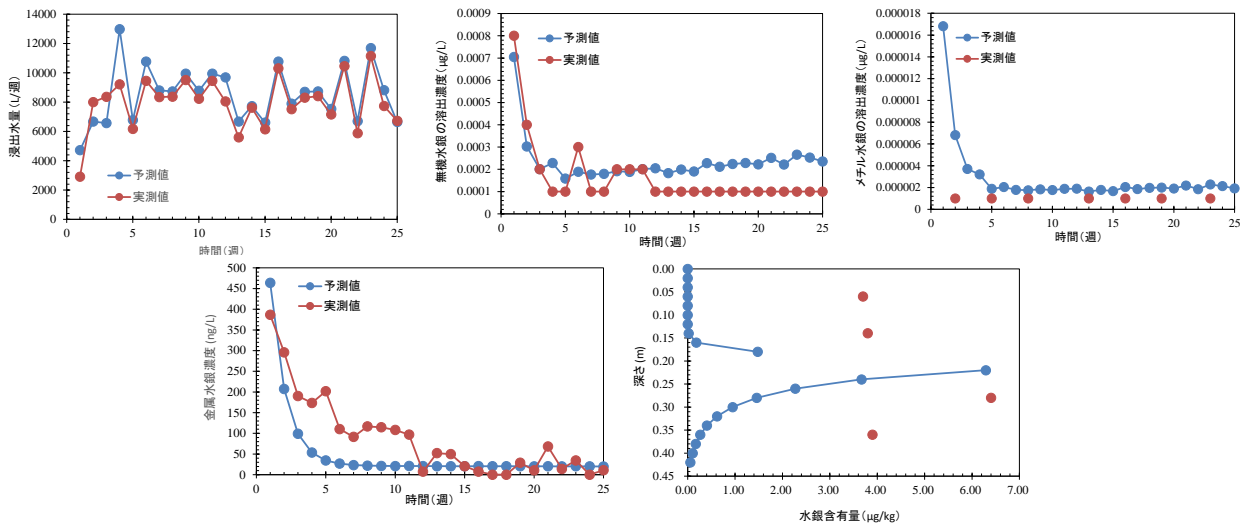 浸出水量 (L/週)
14000
12000
10000
8000
6000
4000
2000
0
予測値
実測値
0 5 10 15 20 25
時間(週)
無機水銀の溶出濃度(μg/L)
0.0009
0.0008
0.0007
0.0006
0.0005
0.0004
0.0003
0.0002
0.0001
0
予測値
実測値
0 5 10 15 20 25
時間(週)
メチル水銀の溶出濃度(μg/L)
0.000018
0.000016
0.000014
0.000012
0.00001
0.000008
0.000006
0.000004
0.000002
0
予測値
実測値
0 5 10 15 20 25
時間(週)
金属水銀濃度 (ng/L)
500
450
400
350
300
250
200
150
100
50
0
予測値
実測値
0 5 10 15 20 25
時間(週)
深さ(m)
0.00
0.05
0.10
0.15
0.20
0.25
0.30
0.35
0.40
0.45
0.00 1.00 2.00 3.00 4.00 5.00 6.00 7.00
水銀含有量(μg/kg)